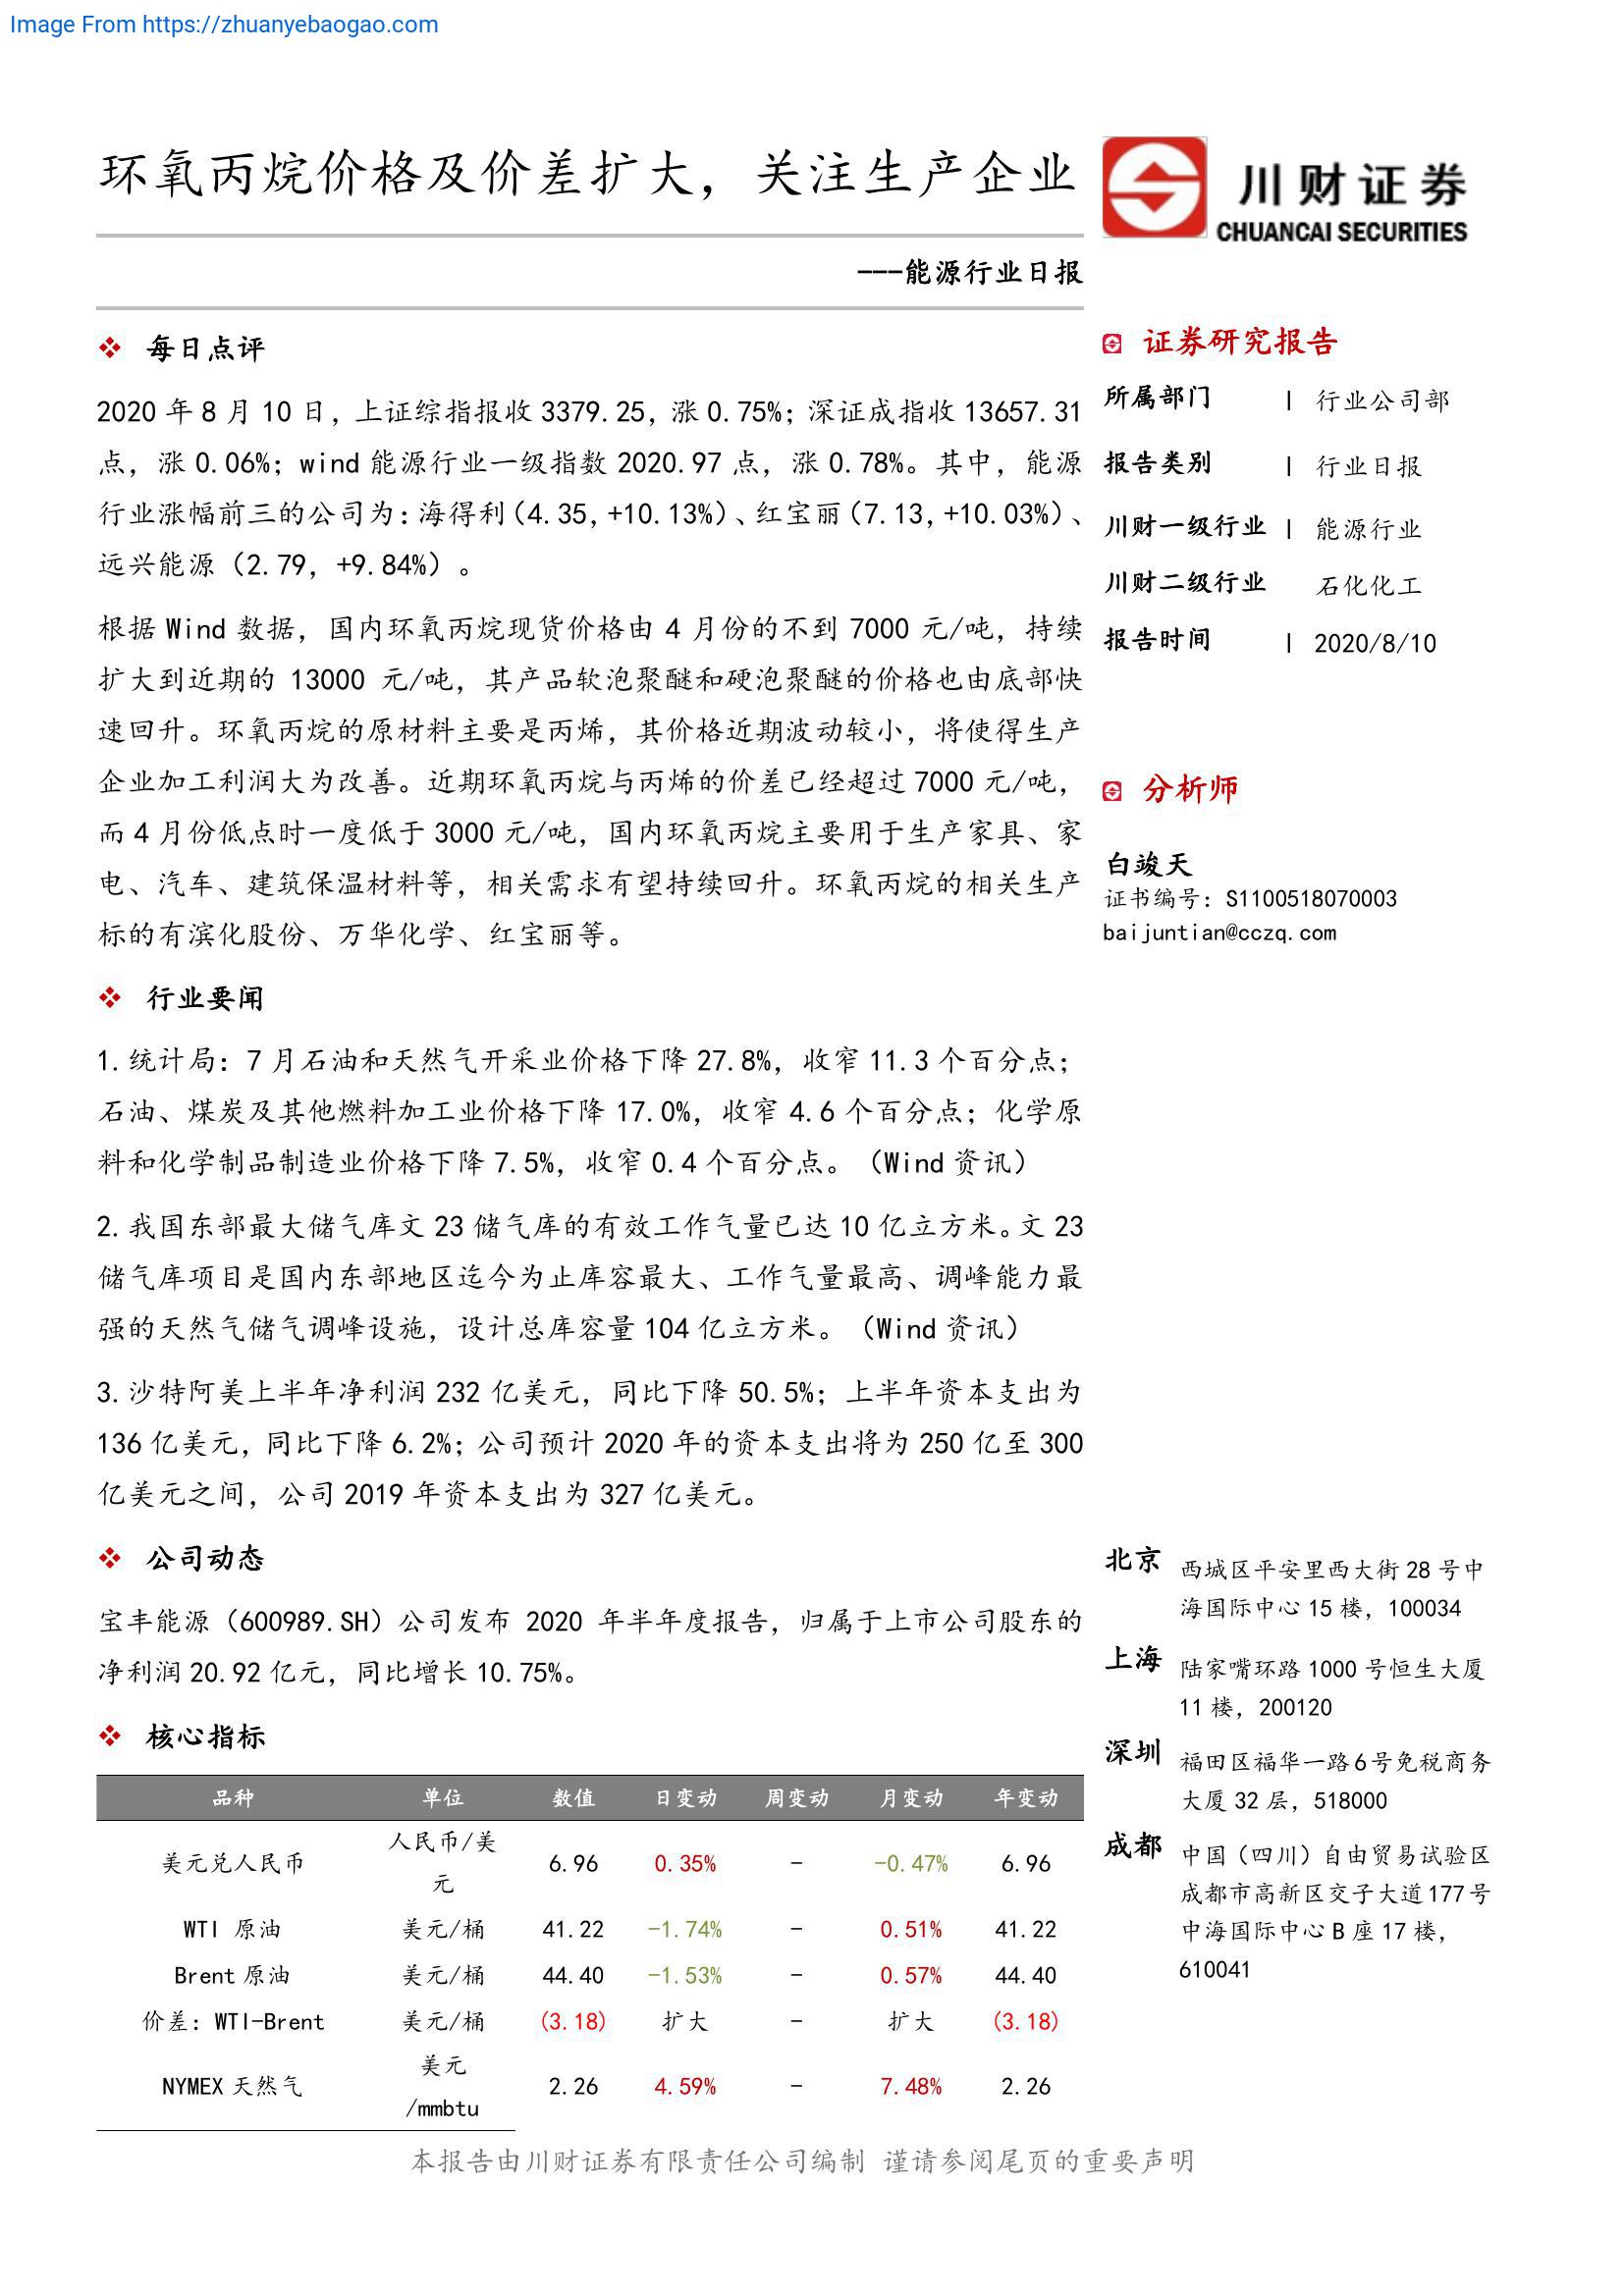 Image From https://zhuanyebaogao.com
环氧丙烷价格及价差扩大，关注生产企业
---能源行业日报
川财证券
CHUANCAI SECURITIES
❖ 每日点评
2020 年 8 月 10 日，上证综指报收 3379.25，涨 0.75%；深证成指收 13657.31
点，涨 0.06%；wind 能源行业一级指数 2020.97 点，涨 0.78%。其中，能源
行业涨幅前三的公司为：海得利（4.35，+10.13%）、红宝丽（7.13，+10.03%）、
远兴能源（2.79，+9.84%）。
根据 Wind 数据，国内环氧丙烷现货价格由 4 月份的不到 7000 元/吨，持续
扩大到近期的 13000 元/吨，其产品软泡聚醚和硬泡聚醚的价格也由底部快
速回升。环氧丙烷的原材料主要是丙烯，其价格近期波动较小，将使得生产
企业加工利润大为改善。近期环氧丙烷与丙烯的价差已经超过 7000 元/吨，
而 4 月份低点时一度低于 3000 元/吨，国内环氧丙烷主要用于生产家具、家
电、汽车、建筑保温材料等，相关需求有望持续回升。环氧丙烷的相关生产
标的有滨化股份、万华化学、红宝丽等。
❖ 行业要闻
1. 统计局：7 月石油和天然气开采业价格下降 27.8%，收窄 11.3 个百分点；
石油、煤炭及其他燃料加工业价格下降 17.0%，收窄 4.6 个百分点；化学原
料和化学制品制造业价格下降 7.5%，收窄 0.4 个百分点。（Wind 资讯）
2. 我国东部最大储气库文 23 储气库的有效工作气量已达 10 亿立方米。文 23
储气库项目是国内东部地区迄今为止库容最大、工作气量最高、调峰能力最
强的天然气储气调峰设施，设计总库容量 104 亿立方米。（Wind 资讯）
3. 沙特阿美上半年净利润 232 亿美元，同比下降 50.5%；上半年资本支出为
136 亿美元，同比下降 6.2%；公司预计 2020 年的资本支出将为 250 亿至 300
亿美元之间，公司 2019 年资本支出为 327 亿美元。
❖ 公司动态
宝丰能源（600989.SH）公司发布 2020 年半年度报告，归属于上市公司股东的
净利润 20.92 亿元，同比增长 10.75%。
❖ 核心指标
品种 单位 数值 日变动 周变动 月变动 年变动
美元兑人民币 人民币/美元 6.96 0.35% - -0.47% 6.96
WTI 原油 美元/桶 41.22 -1.74% - 0.51% 41.22
Brent 原油 美元/桶 44.40 -1.53% - 0.57% 44.40
价差：WTI-Brent 美元/桶 (3.18) 扩大 - 扩大 (3.18)
NYMEX 天然气 美元/mmbtu 2.26 4.59% - 7.48% 2.26
证券研究报告
所属部门 | 行业公司部
报告类别 | 行业日报
川财一级行业 | 能源行业
川财二级行业 石化化工
报告时间 | 2020/8/10
分析师
白竣天
证书编号：S1100518070003
baijuntian@cczq.com
北京 西城区平安里西大街 28 号中
海国际中心 15 楼，100034
上海 陆家嘴环路 1000 号恒生大厦
11 楼，200120
深圳 福田区福华一路 6 号免税商务
大厦 32 层，518000
成都 中国（四川）自由贸易试验区
成都市高新区交子大道 177 号
中海国际中心 B 座 17 楼，
610041
本报告由川财证券有限责任公司编制 谨请参阅尾页的重要声明